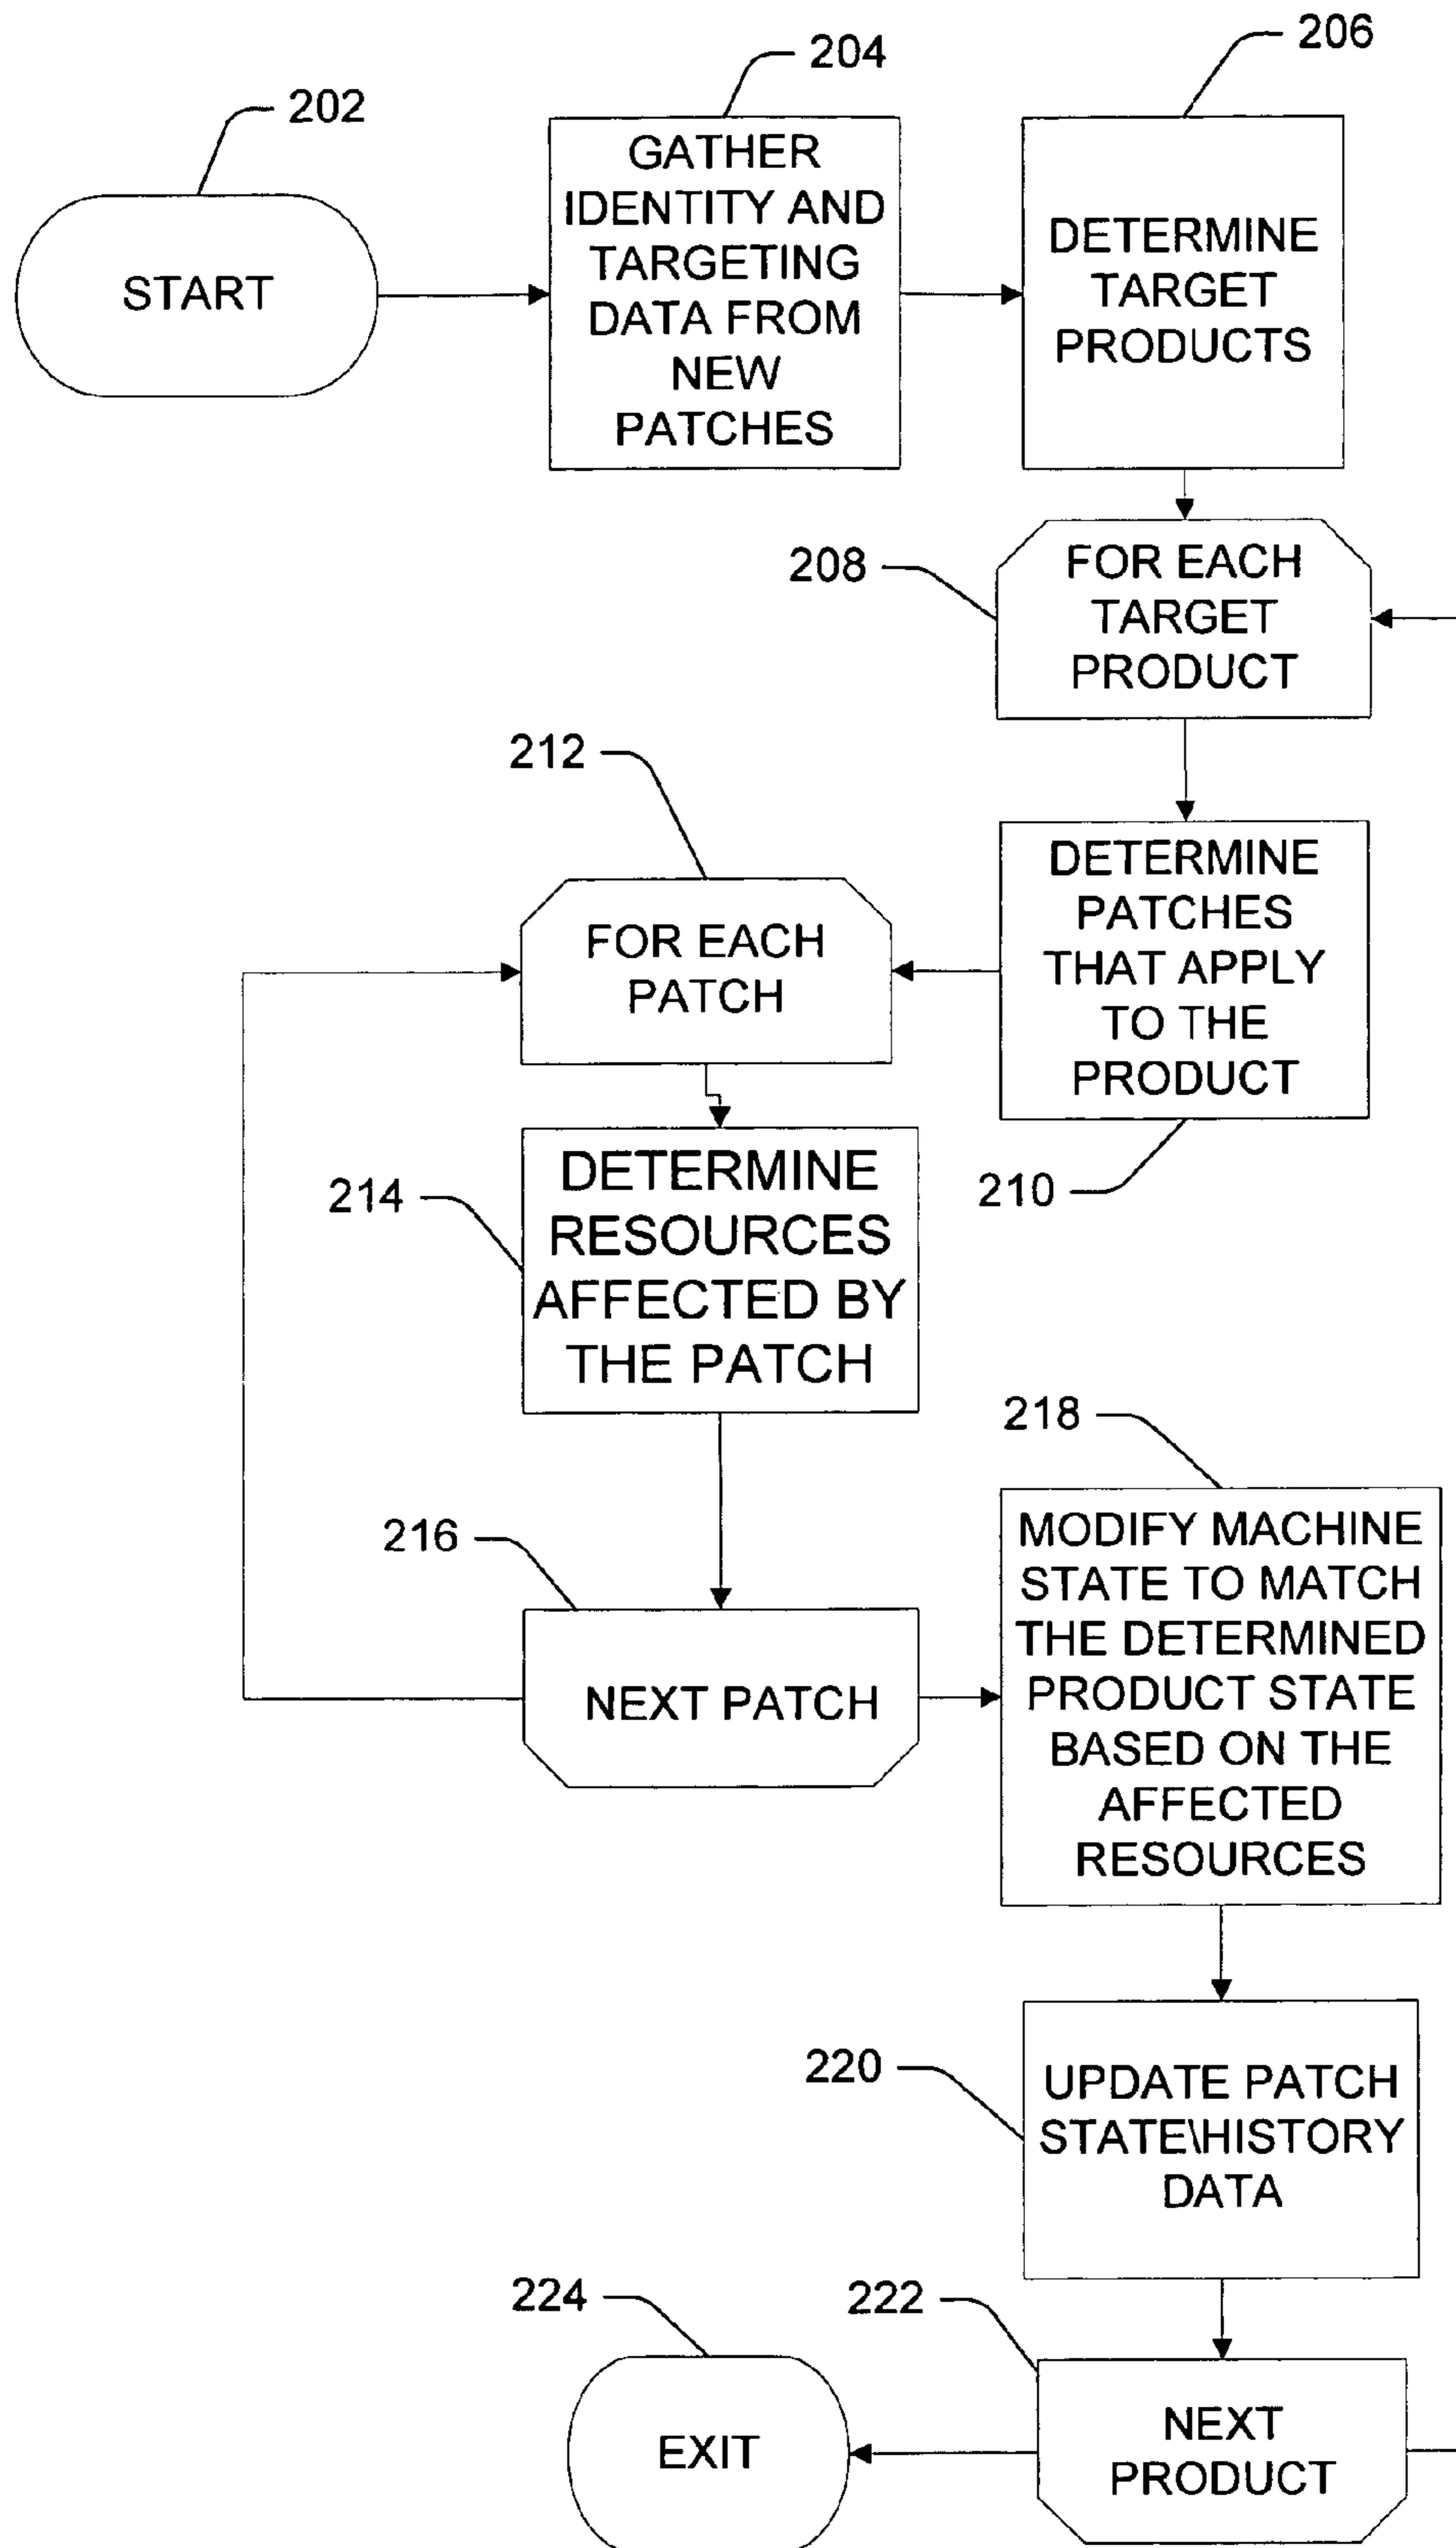 202
START
204
GATHER
IDENTITY AND
TARGETING
DATA FROM
NEW
PATCHES
206
DETERMINE
TARGET
PRODUCTS
208
FOR EACH
TARGET
PRODUCT
210
DETERMINE
PATCHES
THAT APPLY
TO THE
PRODUCT
212
FOR EACH
PATCH
214
DETERMINE
RESOURCES
AFFECTED BY
THE PATCH
216
NEXT PATCH
218
MODIFY MACHINE
STATE TO MATCH
THE DETERMINED
PRODUCT STATE
BASED ON THE
AFFECTED
RESOURCES
220
UPDATE PATCH
STATE\HISTORY
DATA
222
NEXT
PRODUCT
224
EXIT